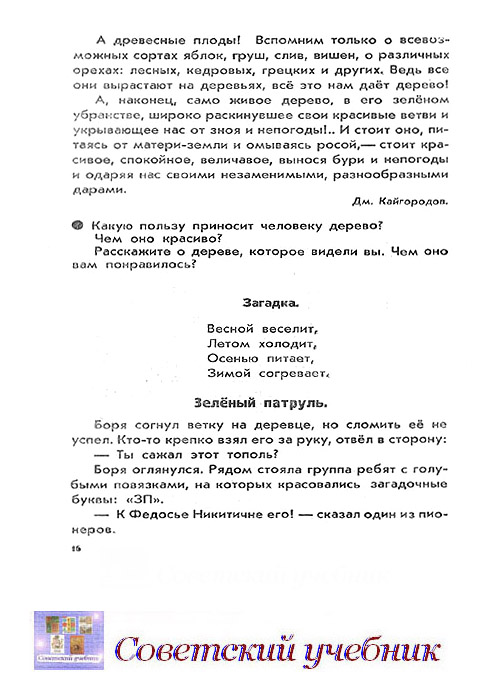 А древесные плоды! Вспомним только о всевоз-
можных сортах яблок, груш, слив, вишен, о различных
орехах: лесных, кедровых, грецких и других. Ведь все
они вырастают на деревьях, всё это нам даёт дерево!
А, наконец, само живое дерево, в его зелёном
убранстве, широко раскинувшее свои красивые ветви и
укрывающее нас от зноя и непогоды!.. И стоит оно, пи-
таясь от матери-земли и омываясь росой,— стоит кра-
сивое, спокойное, величавое, вынося бури и непогоды
и одаряя нас своими незаменимыми, разнообразными
дарами.
Дм. Кайгородов.
Какую пользу приносит человеку дерево?
Чем оно красиво?
Расскажите о дереве, которое видели вы. Чем оно
вам понравилось?
Загадка.
Весной веселит,
Летом холодит,
Осенью питает,
Зимой согревает.
Зелёный патруль.
Боря согнул ветку на деревце, но сломить её не
успел. Кто-то крепко взял его за руку, отвёл в сторону:
— Ты сажал этот тополь?
Боря оглянулся. Рядом стояла группа ребят с голу-
быми повязками, на которых красовались загадочные
буквы: «ЗП».
— К Федосье Никитичне его! — сказал один из пио-
неров.
16
Советский учебник
Советский учебник
Советский учебник